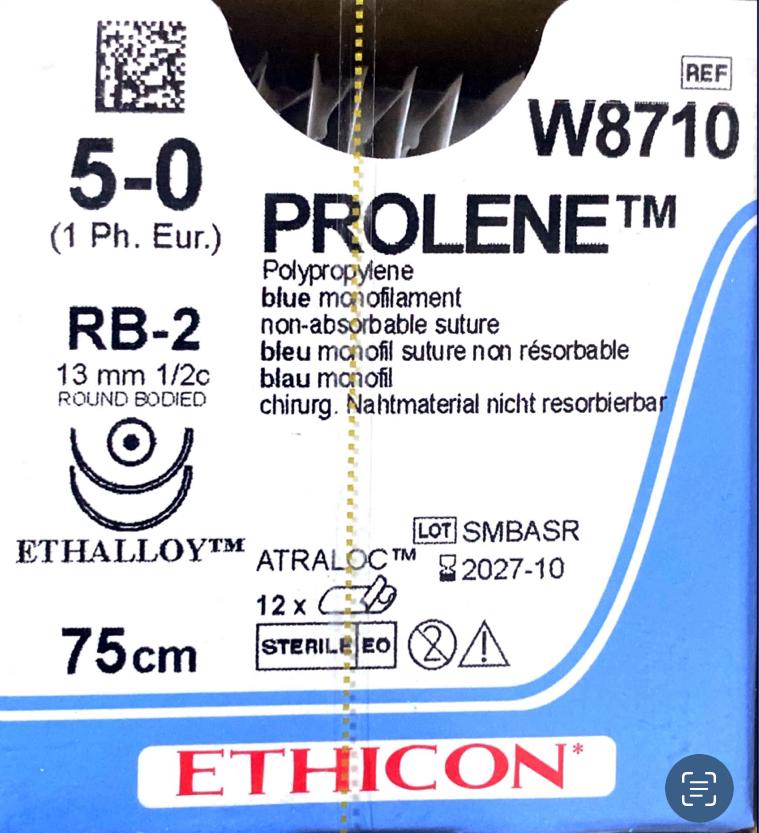 REF
W8710
5-0
(1 Ph. Eur.)
PROLENE™
Polypropylene
blue monofilament
non-absorbable suture
bleu monofil suture non résorbable
blau monofil
chirurg. Nahtmaterial nicht resorbierbar
RB-2
13 mm 1/2c
ROUND BODIED
ETHALLOY™
75cm
LOT SMBASR
ATRALOC™
2027-10
12 x
STERILE EO
2
ETHICON*